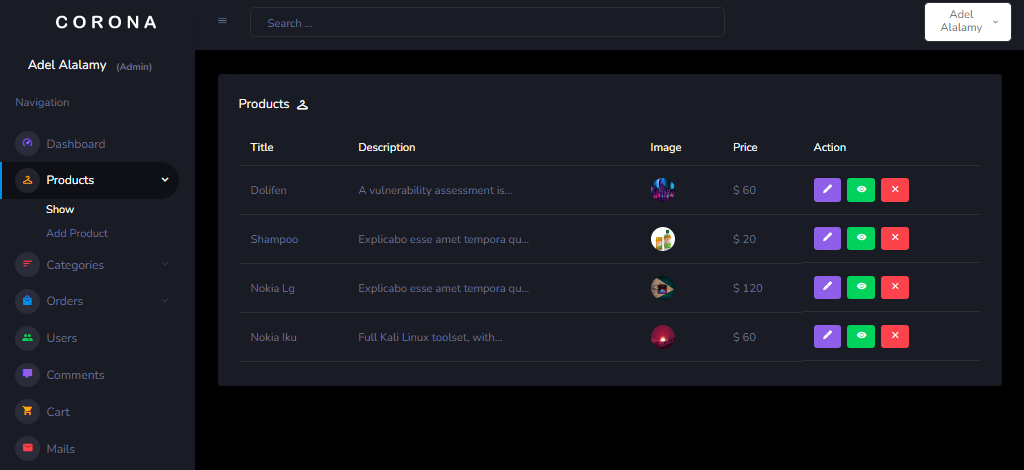 CORONA
Search ...
Adel
Alalamy
Adel Alalamy (Admin)
Navigation
Dashboard
Products
Show
Add Product
Categories
Orders
Users
Comments
Cart
Mails
Products
Title Description Image Price Action
Dolifen A vulnerability assessment is... $ 60
Shampoo Explicabo esse amet tempora qu... $ 20
Nokia Lg Explicabo esse amet tempora qu... $ 120
Nokia Iku Full Kali Linux toolset, with... $ 60